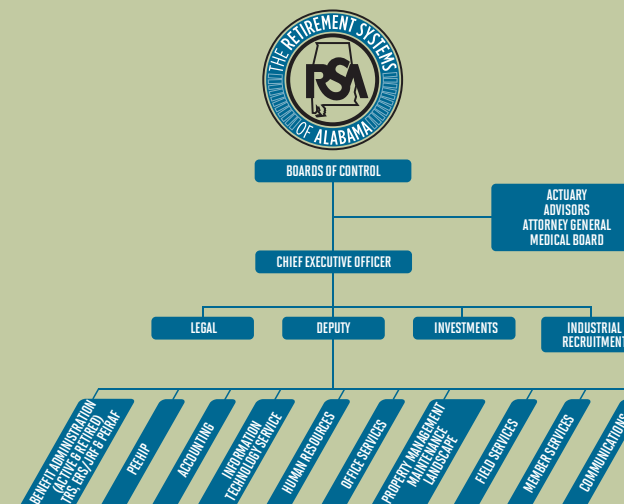 THE RETIREMENT SYSTEMS
RSA
OF ALABAMA
BOARDS OF CONTROL
ACTUARY
ADVISORS
ATTORNEY GENERAL
MEDICAL BOARD
CHIEF EXECUTIVE OFFICER
LEGAL
DEPUTY
INVESTMENTS
INDUSTRIAL
RECRUITMENT
BENEFIT ADMINISTRATION
(ACTIVE & RETIRED)
TRS, ERS/JRF & PEIRAF
PEEHIP
ACCOUNTING
INFORMATION
TECHNOLOGY SERVICE
HUMAN RESOURCES
OFFICE SERVICES
PROPERTY MANAGEMENT
MAINTENANCE
LANDSCAPE
FIELD SERVICES
MEMBER SERVICES
COMMUNICATIONS